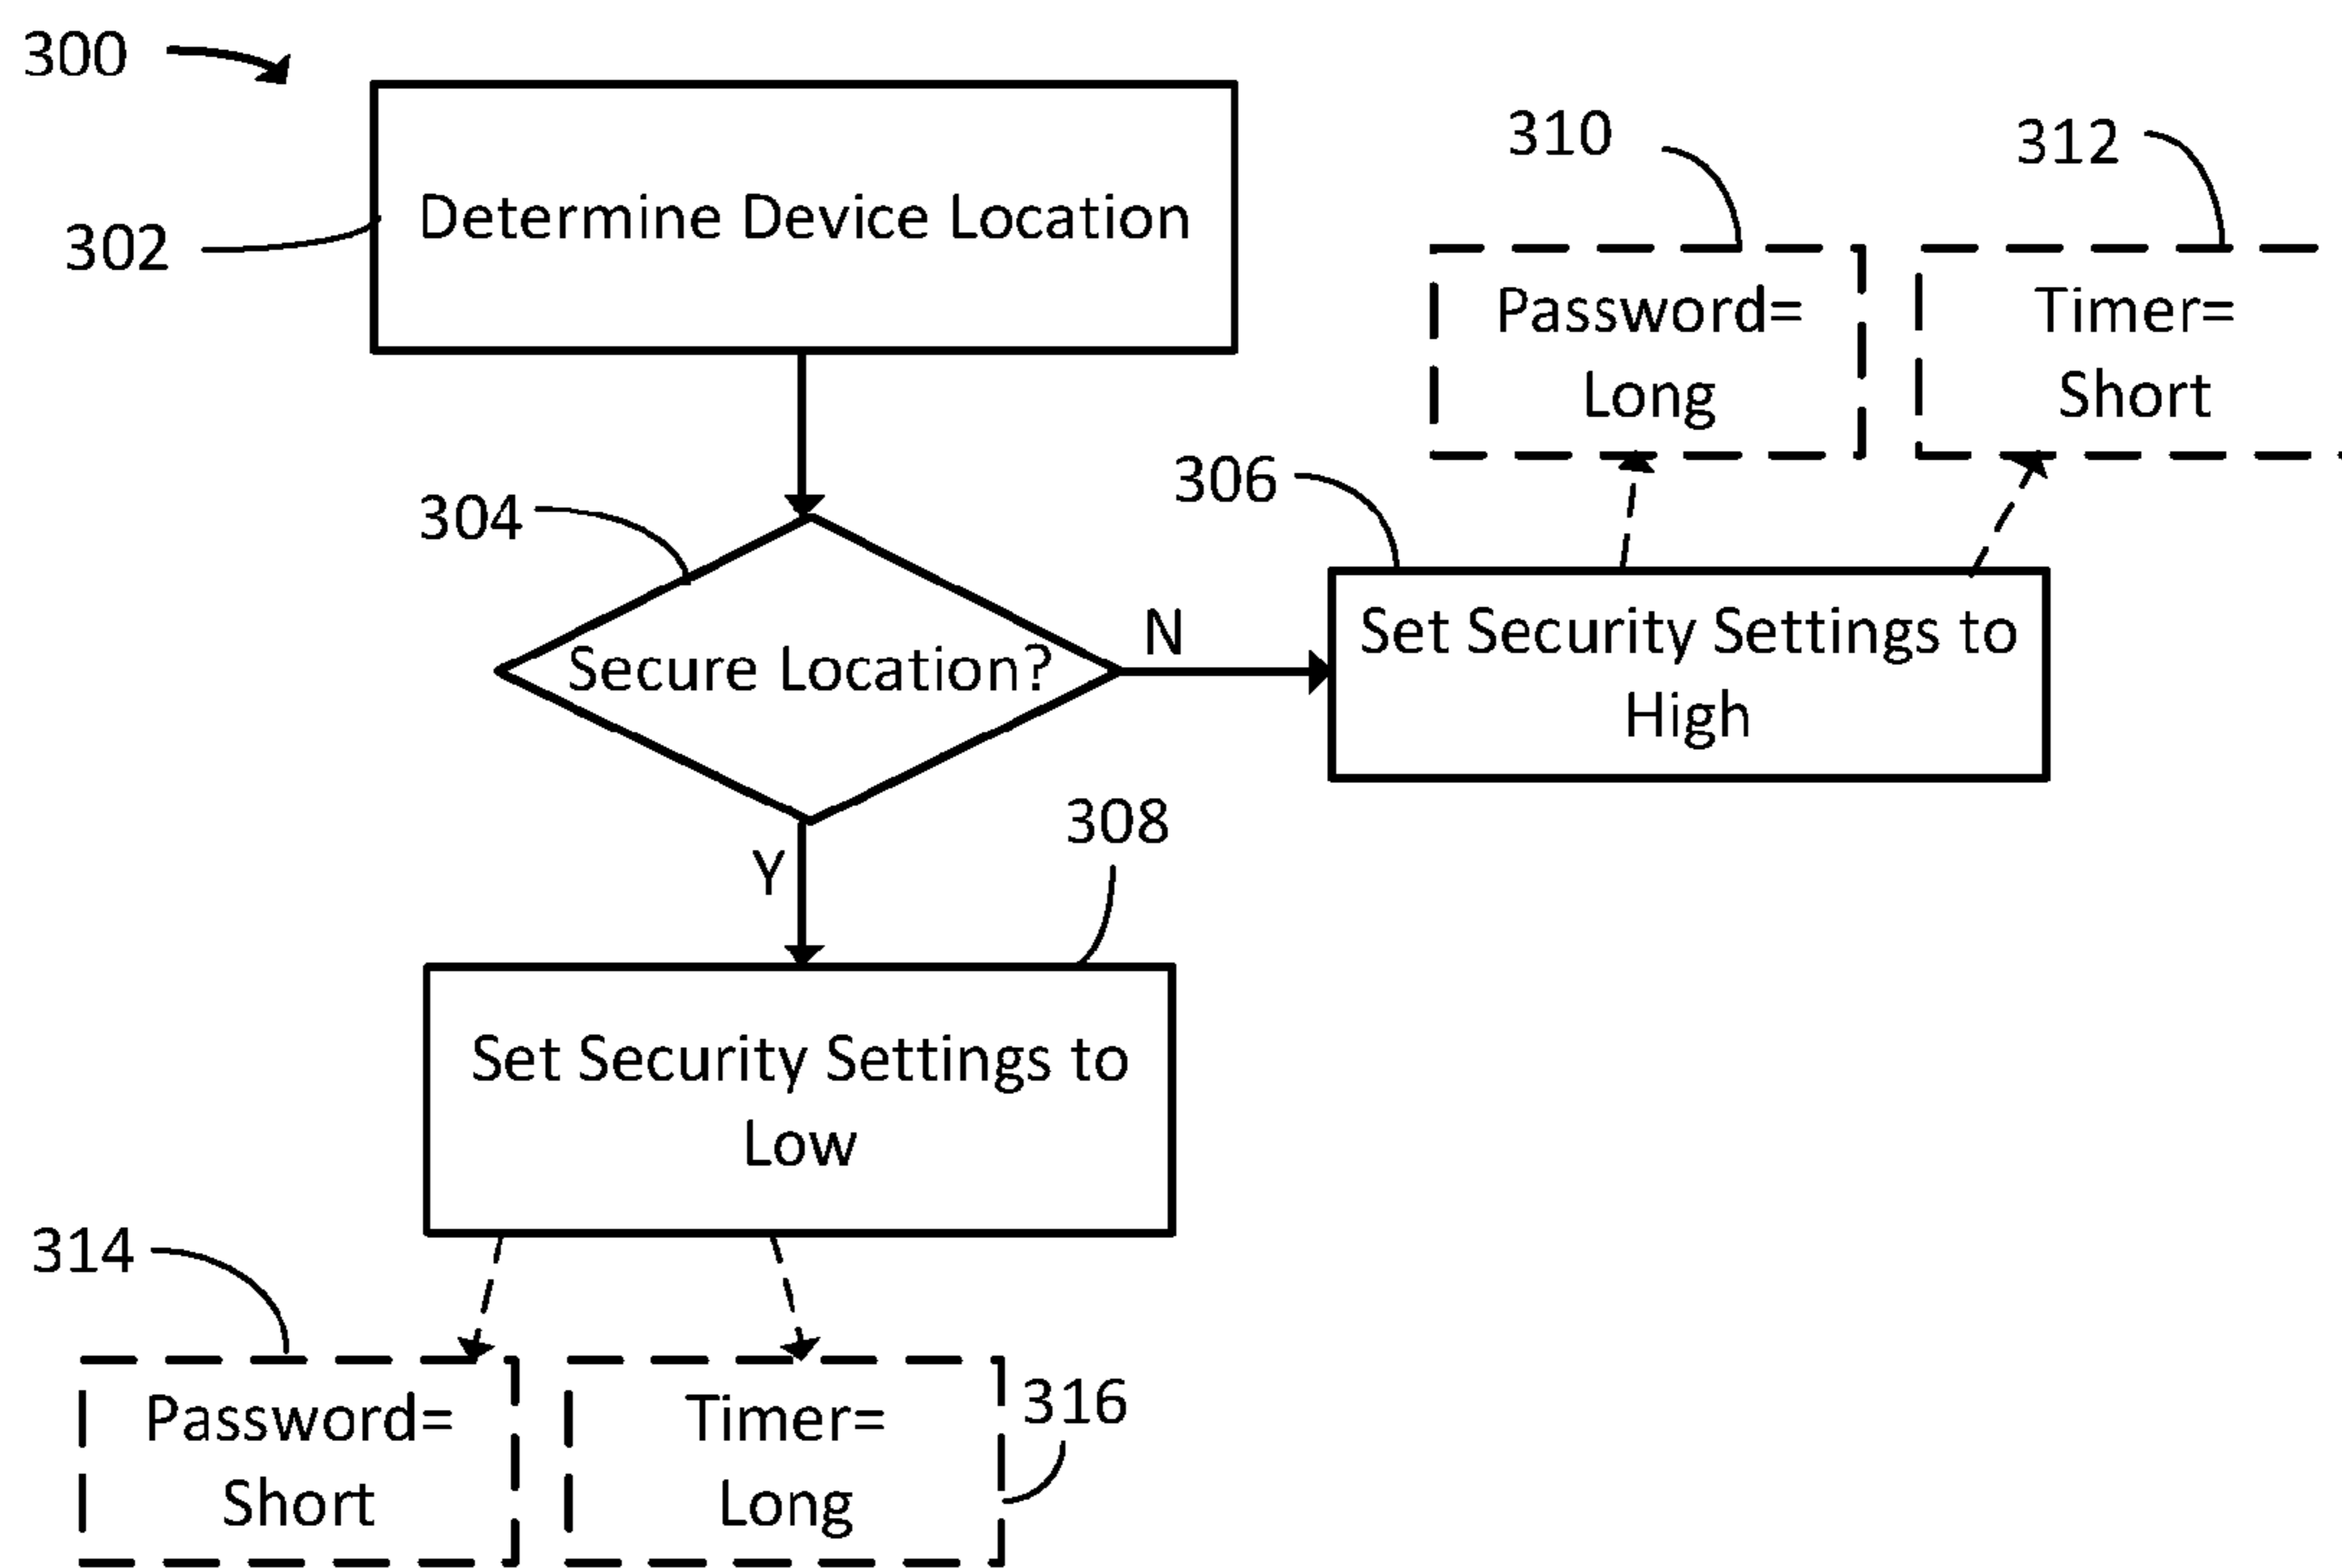 300
302
Determine Device Location
310
312
Password=
Long
Timer=
Short
304
306
Secure Location?
N
Set Security Settings to
High
Y
308
Set Security Settings to
Low
314
316
Password=
Short
Timer=
Long